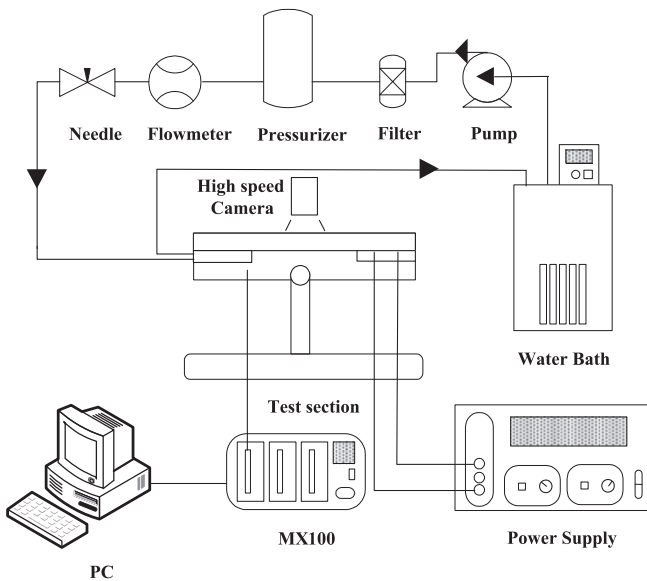 Needle
Flowmeter
Pressurizer
Filter
Pump
High speed
Camera
Water Bath
Test section
MX100
Power Supply
PC